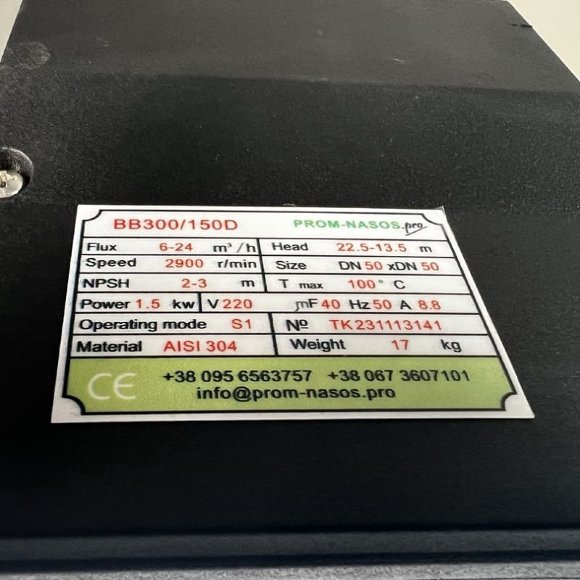 BB300/150D PROM-NASOS.pro
Flux 6-24 m³/h Head 22.5-13.5 m
Speed 2900 r/min Size DN 50 xDN 50
NPSH 2-3 m T max 100° C
Power 1.5 kw V 220 mF 40 Hz 50 A 8.8
Operating mode S1 № TK231113141
Material AISI 304 Weight 17 kg
CE +38 095 6563757 +38 067 3607101
info@prom-nasos.pro